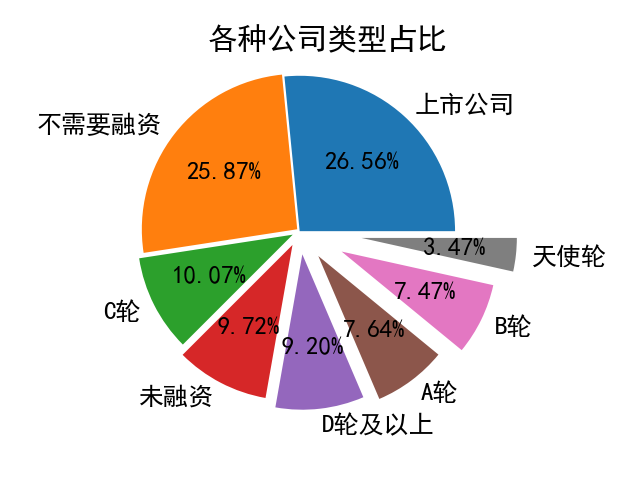 各种公司类型占比
上市公司
26.56%
不需要融资
25.87%
C轮
10.07%
未融资
9.72%
D轮及以上
9.20%
A轮
7.64%
B轮
7.47%
天使轮
3.47%